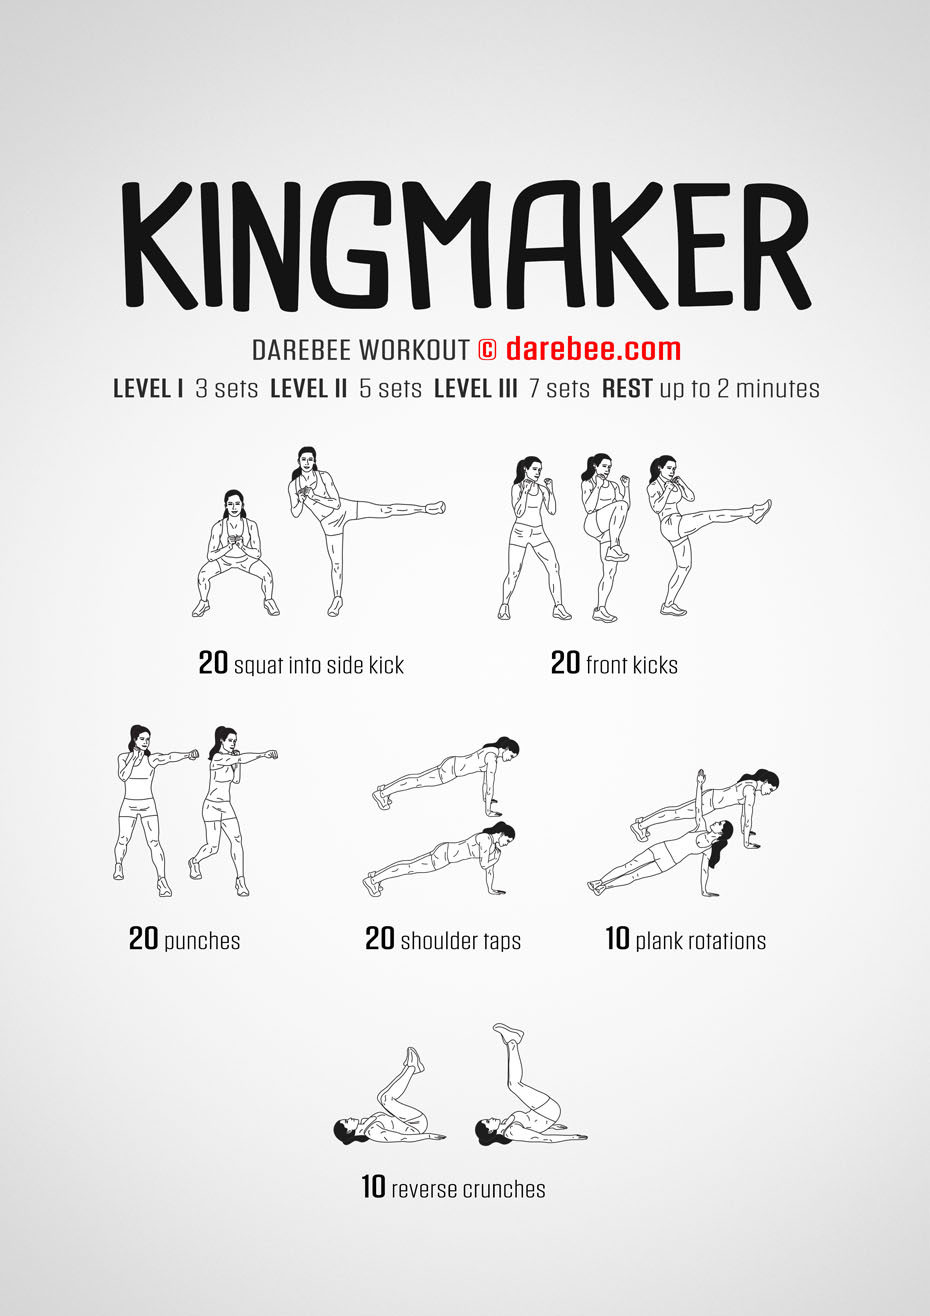 KINGMAKER
DAREBEE WORKOUT © darebee.com
LEVEL I 3 sets LEVEL II 5 sets LEVEL III 7 sets REST up to 2 minutes
20 squat into side kick
20 front kicks
20 punches
20 shoulder taps
10 plank rotations
10 reverse crunches